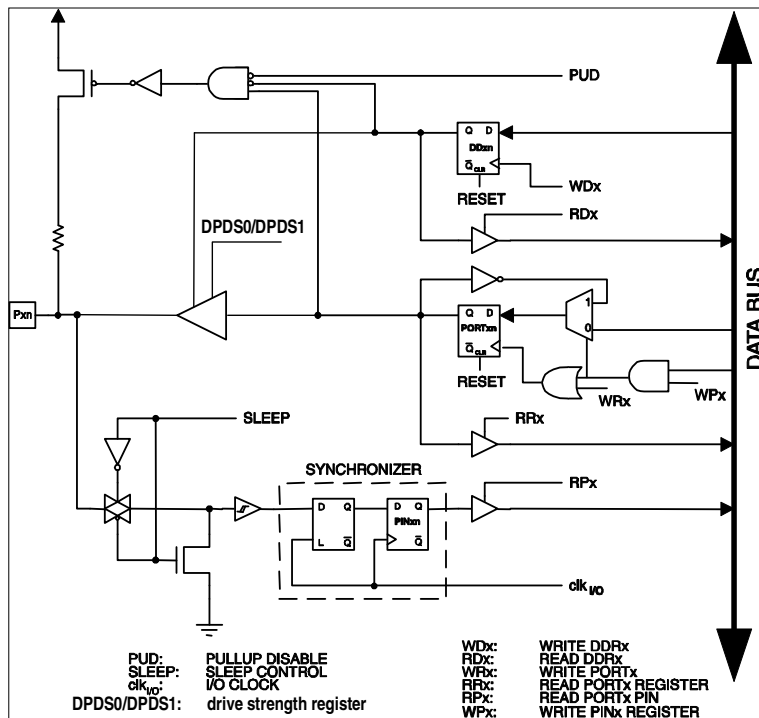 PUD
Q D
DDxn
Q CLR
WDx
RESET
RDx
DPDS0/DPDS1
Pxn
1
Q D
PORTxn
0
Q CLR
RESET
WRx
WPx
DATA BUS
SLEEP
RRx
SYNCHRONIZER
RPx
D Q
D Q
PINxn
L Q
Q
clk I/O
PUD: PULLUP DISABLE
SLEEP: SLEEP CONTROL
clkI/O: I/O CLOCK
DPDS0/DPDS1: drive strength register
WDx: WRITE DDRx
RDx: READ DDRx
WRx: WRITE PORTx
RRx: READ PORTx REGISTER
RPx: READ PORTx PIN
WPx: WRITE PINx REGISTER